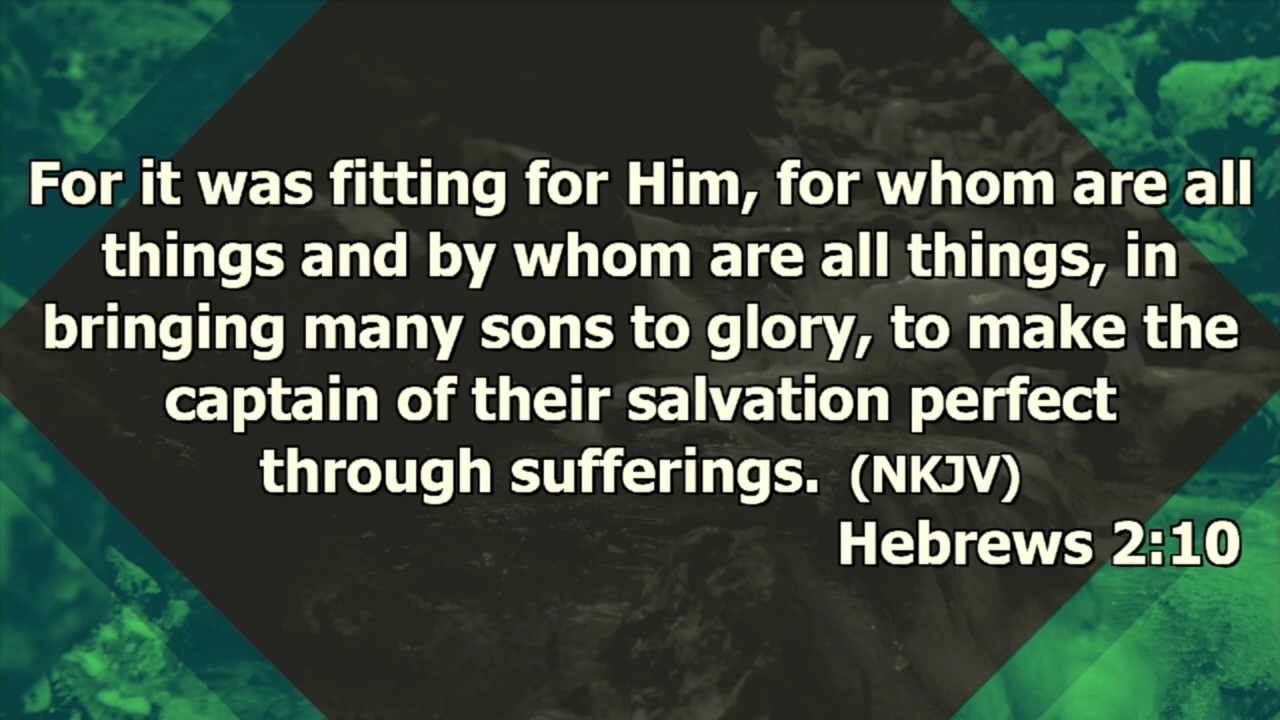 For it was fitting for Him, for whom are all
things and by whom are all things, in
bringing many sons to glory, to make the
captain of their salvation perfect
through sufferings. (NKJV)
Hebrews 2:10